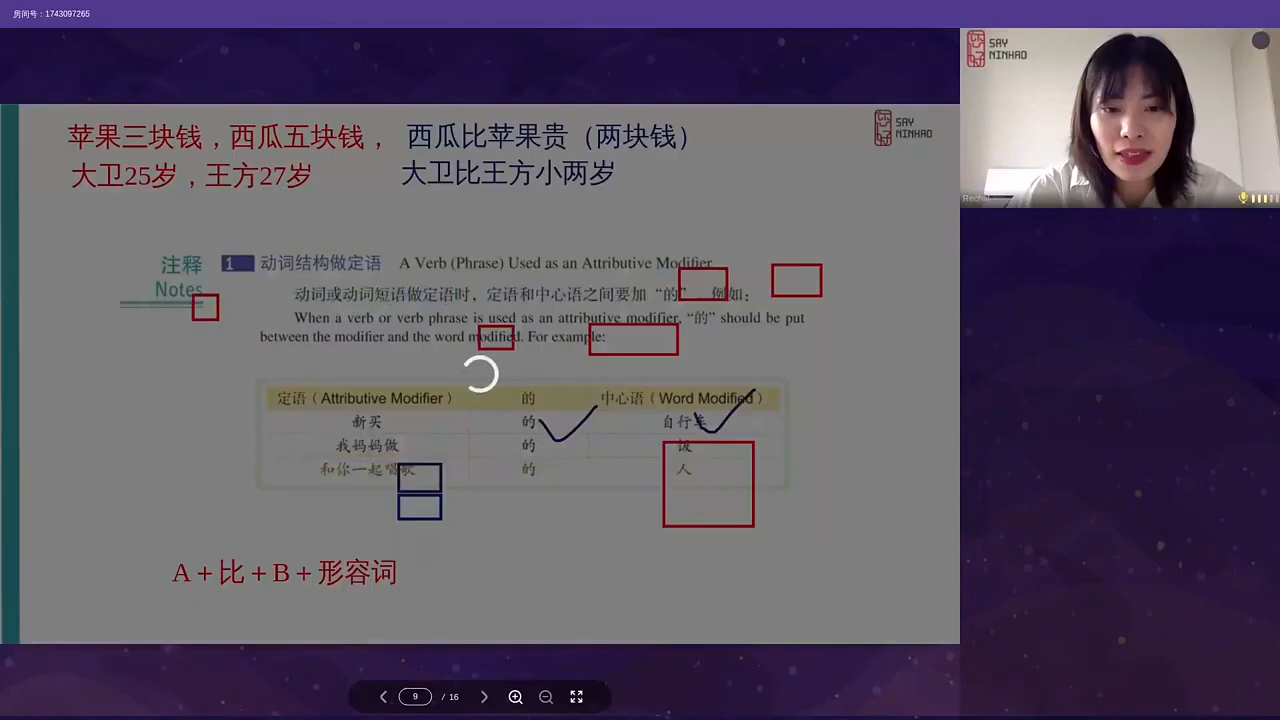 房间号：1743097265
SAY
NINHAO
苹果三块钱，西瓜五块钱， 西瓜比苹果贵（两块钱）
大卫25岁，王方27岁 大卫比王方小两岁
SAY
NINHAO
注释 1 动词结构做定语 A Verb (Phrase) Used as an Attributive Modifier
Notes
动词或动词短语做定语时，定语和中心语之间要加“的”。例如：
When a verb or verb phrase is used as an attributive modifier, “的” should be put
between the modifier and the word modified. For example:
定语（Attributive Modifier） 的 中心语（Word Modified）
新买 的 自行车
我妈妈做 的 饭
和你一起唱歌 的 人
A＋比＋B＋形容词
9 / 16